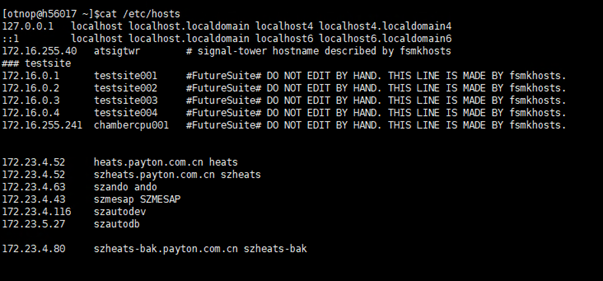 [otnop@h56017 ~]$cat /etc/hosts
127.0.0.1   localhost localhost.localdomain localhost4 localhost4.localdomain4
::1         localhost localhost.localdomain localhost6 localhost6.localdomain6
172.16.255.40   atsigtwr        # signal-tower hostname described by fsmkhosts
### testsite
172.16.0.1      testsite001     #FutureSuite# DO NOT EDIT BY HAND. THIS LINE IS MADE BY fsmkhosts.
172.16.0.2      testsite002     #FutureSuite# DO NOT EDIT BY HAND. THIS LINE IS MADE BY fsmkhosts.
172.16.0.3      testsite003     #FutureSuite# DO NOT EDIT BY HAND. THIS LINE IS MADE BY fsmkhosts.
172.16.0.4      testsite004     #FutureSuite# DO NOT EDIT BY HAND. THIS LINE IS MADE BY fsmkhosts.
172.16.255.241  chambercpu001   #FutureSuite# DO NOT EDIT BY HAND. THIS LINE IS MADE BY fsmkhosts.
172.23.4.52     heats.payton.com.cn heats
172.23.4.52     szheats.payton.com.cn szheats
172.23.4.63     szando ando
172.23.4.43     szmesap SZMESAP
172.23.4.116    szautodev
172.23.5.27     szautodb
172.23.4.80     szheats-bak.payton.com.cn szheats-bak